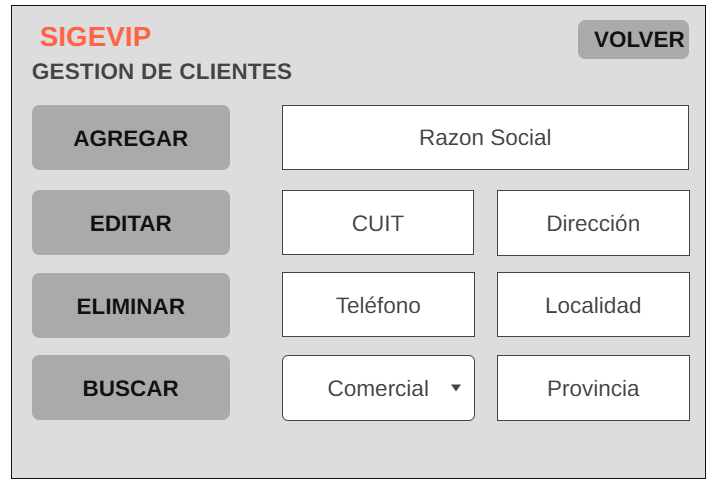 SIGEVIP
VOLVER
GESTION DE CLIENTES
AGREGAR
Razon Social
EDITAR
CUIT
Dirección
ELIMINAR
Teléfono
Localidad
BUSCAR
Comercial
Provincia